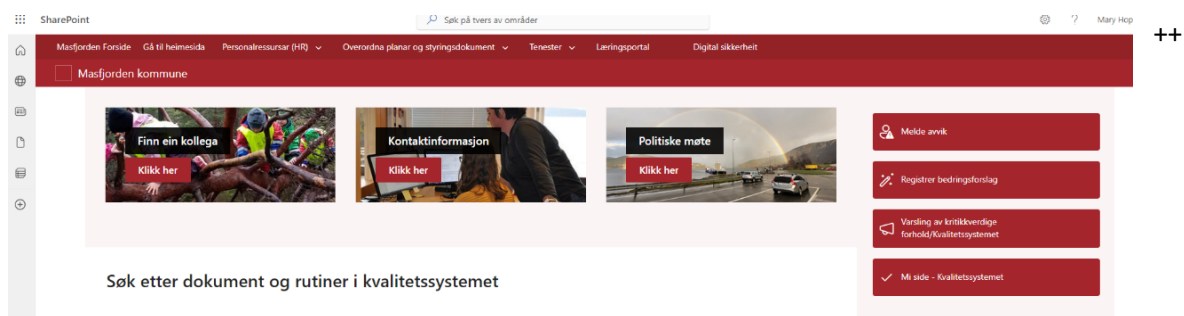 SharePoint
Søk på tvers av områder
?
Mary Hop
++
Masfjorden Forside Gå til heimesida Personalressursar (HR) Overordna planar og styringsdokument Tenester Læringsportal Digital sikkerheit
Masfjorden kommune
Finn ein kollega
Klikk her
Kontaktinformasjon
Klikk her
Politiske møte
Klikk her
Melde avvik
Registrer bedringsforslag
Varsling av kritikkverdige
forhold/Kvalitetssystemet
Mi side - Kvalitetssystemet
Søk etter dokument og rutiner i kvalitetssystemet